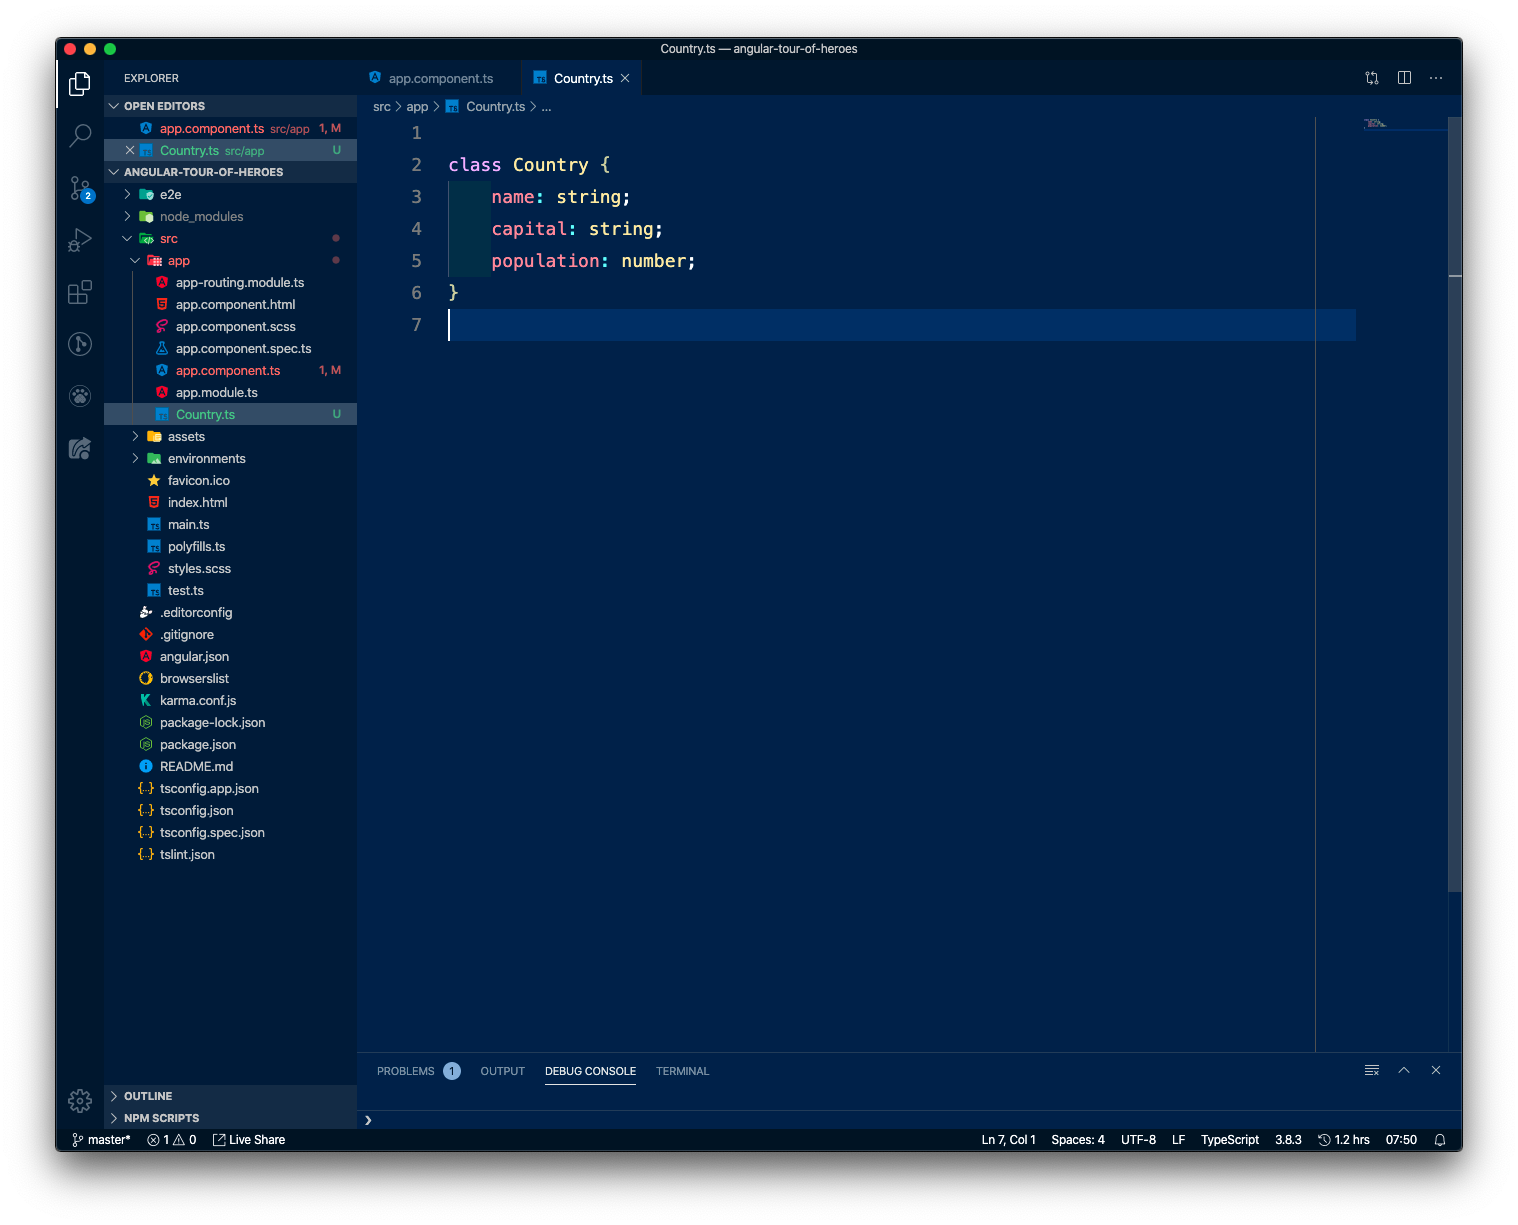 Country.ts — angular-tour-of-heroes
EXPLORER
OPEN EDITORS
app.component.ts src/app 1, M
Country.ts src/app U
ANGULAR-TOUR-OF-HEROES
e2e
node_modules
src
app
app-routing.module.ts
app.component.html
app.component.scss
app.component.spec.ts
app.component.ts 1, M
app.module.ts
Country.ts U
assets
environments
favicon.ico
index.html
main.ts
polyfills.ts
styles.scss
test.ts
.editorconfig
.gitignore
angular.json
browserslist
karma.conf.js
package-lock.json
package.json
README.md
tsconfig.app.json
tsconfig.json
tsconfig.spec.json
tslint.json
OUTLINE
NPM SCRIPTS
2
app.component.ts Country.ts
src > app > Country.ts > ...
1
2 class Country {
3 name: string;
4 capital: string;
5 population: number;
6 }
7
PROBLEMS 1 OUTPUT DEBUG CONSOLE TERMINAL
master* 1 0 Live Share Ln 7, Col 1 Spaces: 4 UTF-8 LF TypeScript 3.8.3 1.2 hrs 07:50